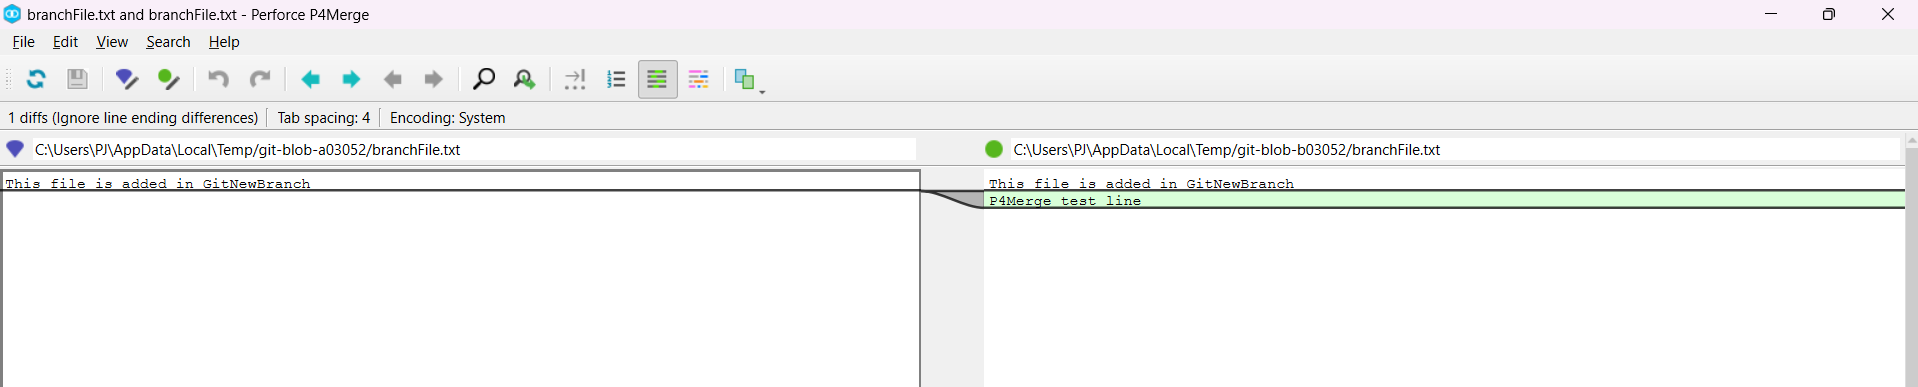 branchFile.txt and branchFile.txt - Perforce P4Merge
File Edit View Search Help
1 diffs (Ignore line ending differences) Tab spacing: 4 Encoding: System
C:\Users\PJ\AppData\Local\Temp/git-blob-a03052/branchFile.txt
C:\Users\PJ\AppData\Local\Temp/git-blob-b03052/branchFile.txt
This file is added in GitNewBranch
This file is added in GitNewBranch
P4Merge test line